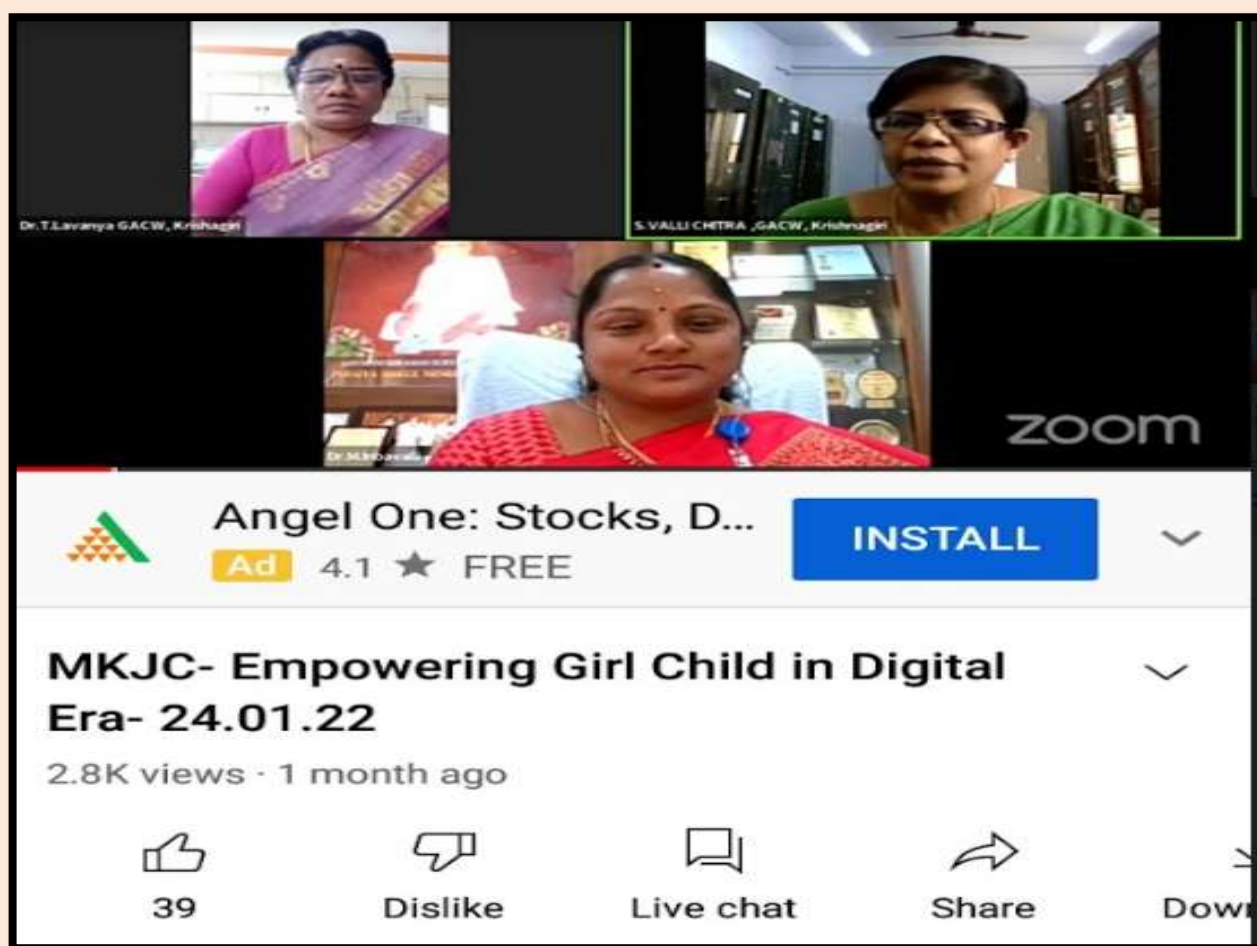 Dr.T.Lavanya GACW, Krishagiri
S.VALLI CHITRA ,GACW, Krishnagiri
zoom
Angel One: Stocks, D...
INSTALL
Ad 4.1 ★ FREE
MKJC- Empowering Girl Child in Digital
Era- 24.01.22
2.8K views · 1 month ago
39
Dislike
Live chat
Share
Down